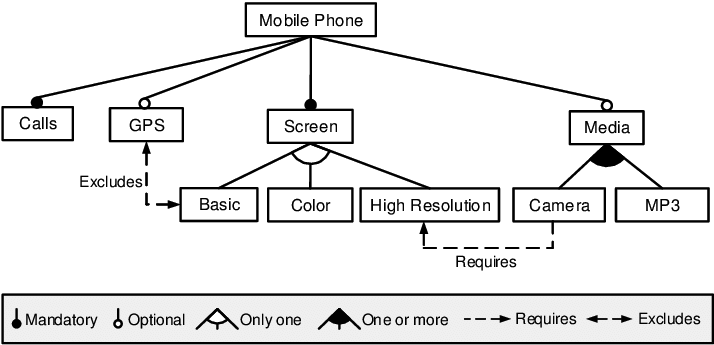 Mobile Phone
Calls
GPS
Screen
Media
Excludes
Basic
Color
High Resolution
Camera
MP3
Requires
Mandatory
Optional
Only one
One or more
Requires
Excludes